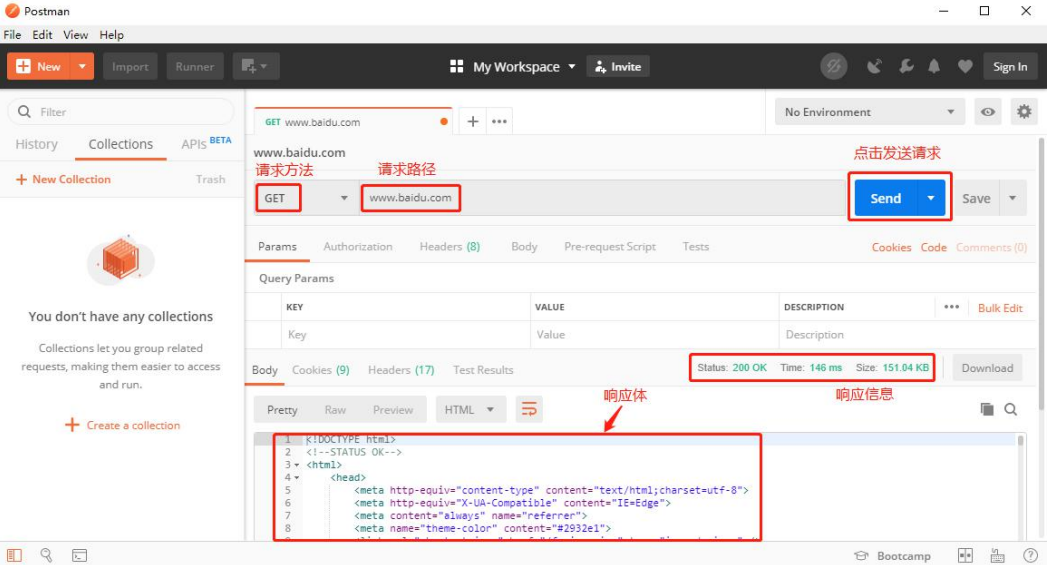 Postman
File Edit View Help
New Import Runner My Workspace Invite Sign In
Filter
History Collections APIs BETA
+ New Collection Trash
You don't have any collections
Collections let you group related
requests, making them easier to access
and run.
+ Create a collection
GET www.baidu.com + ••• No Environment
www.baidu.com
请求方法 请求路径 点击发送请求
GET www.baidu.com Send Save
Params Authorization Headers (8) Body Pre-request Script Tests Cookies Code Comments (0)
Query Params
KEY VALUE DESCRIPTION ••• Bulk Edit
Key Value Description
Body Cookies (9) Headers (17) Test Results Status: 200 OK Time: 146 ms Size: 151.04 KB Download
响应体 响应信息
Pretty Raw Preview HTML
1 <!DOCTYPE html>
2 <!--STATUS OK-->
3 <html>
4 <head>
5 <meta http-equiv="content-type" content="text/html;charset=utf-8">
6 <meta http-equiv="X-UA-Compatible" content="IE=Edge">
7 <meta content="always" name="referrer">
8 <meta name="theme-color" content="#2932e1">
Bootcamp